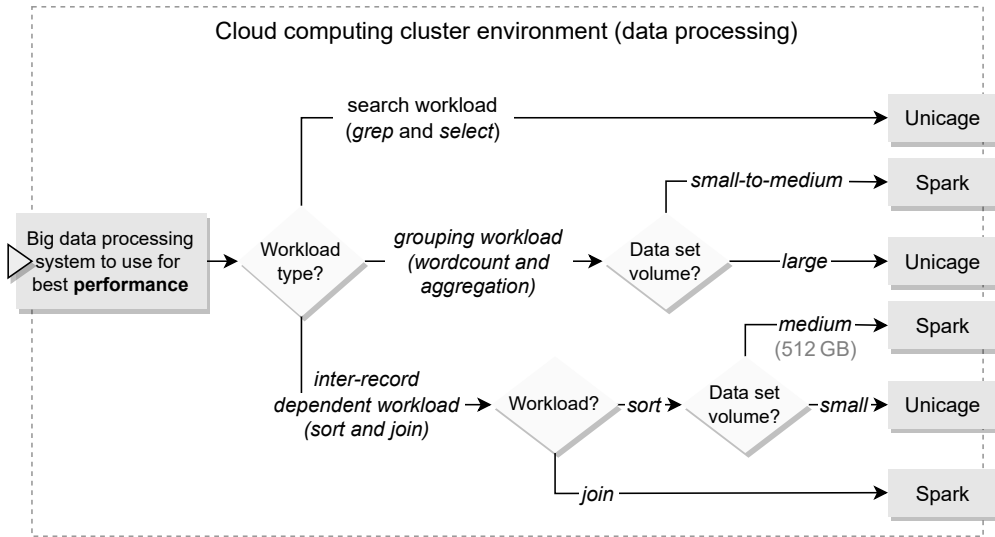 Cloud computing cluster environment (data processing)
search workload
(grep and select)
Unicage
small-to-medium
Spark
Big data processing
system to use for
best performance
Workload
type?
grouping workload
(wordcount and
aggregation)
Data set
volume?
large
Unicage
medium
(512 GB)
Spark
inter-record
dependent workload
(sort and join)
Workload?
sort
Data set
volume?
small
Unicage
join
Spark